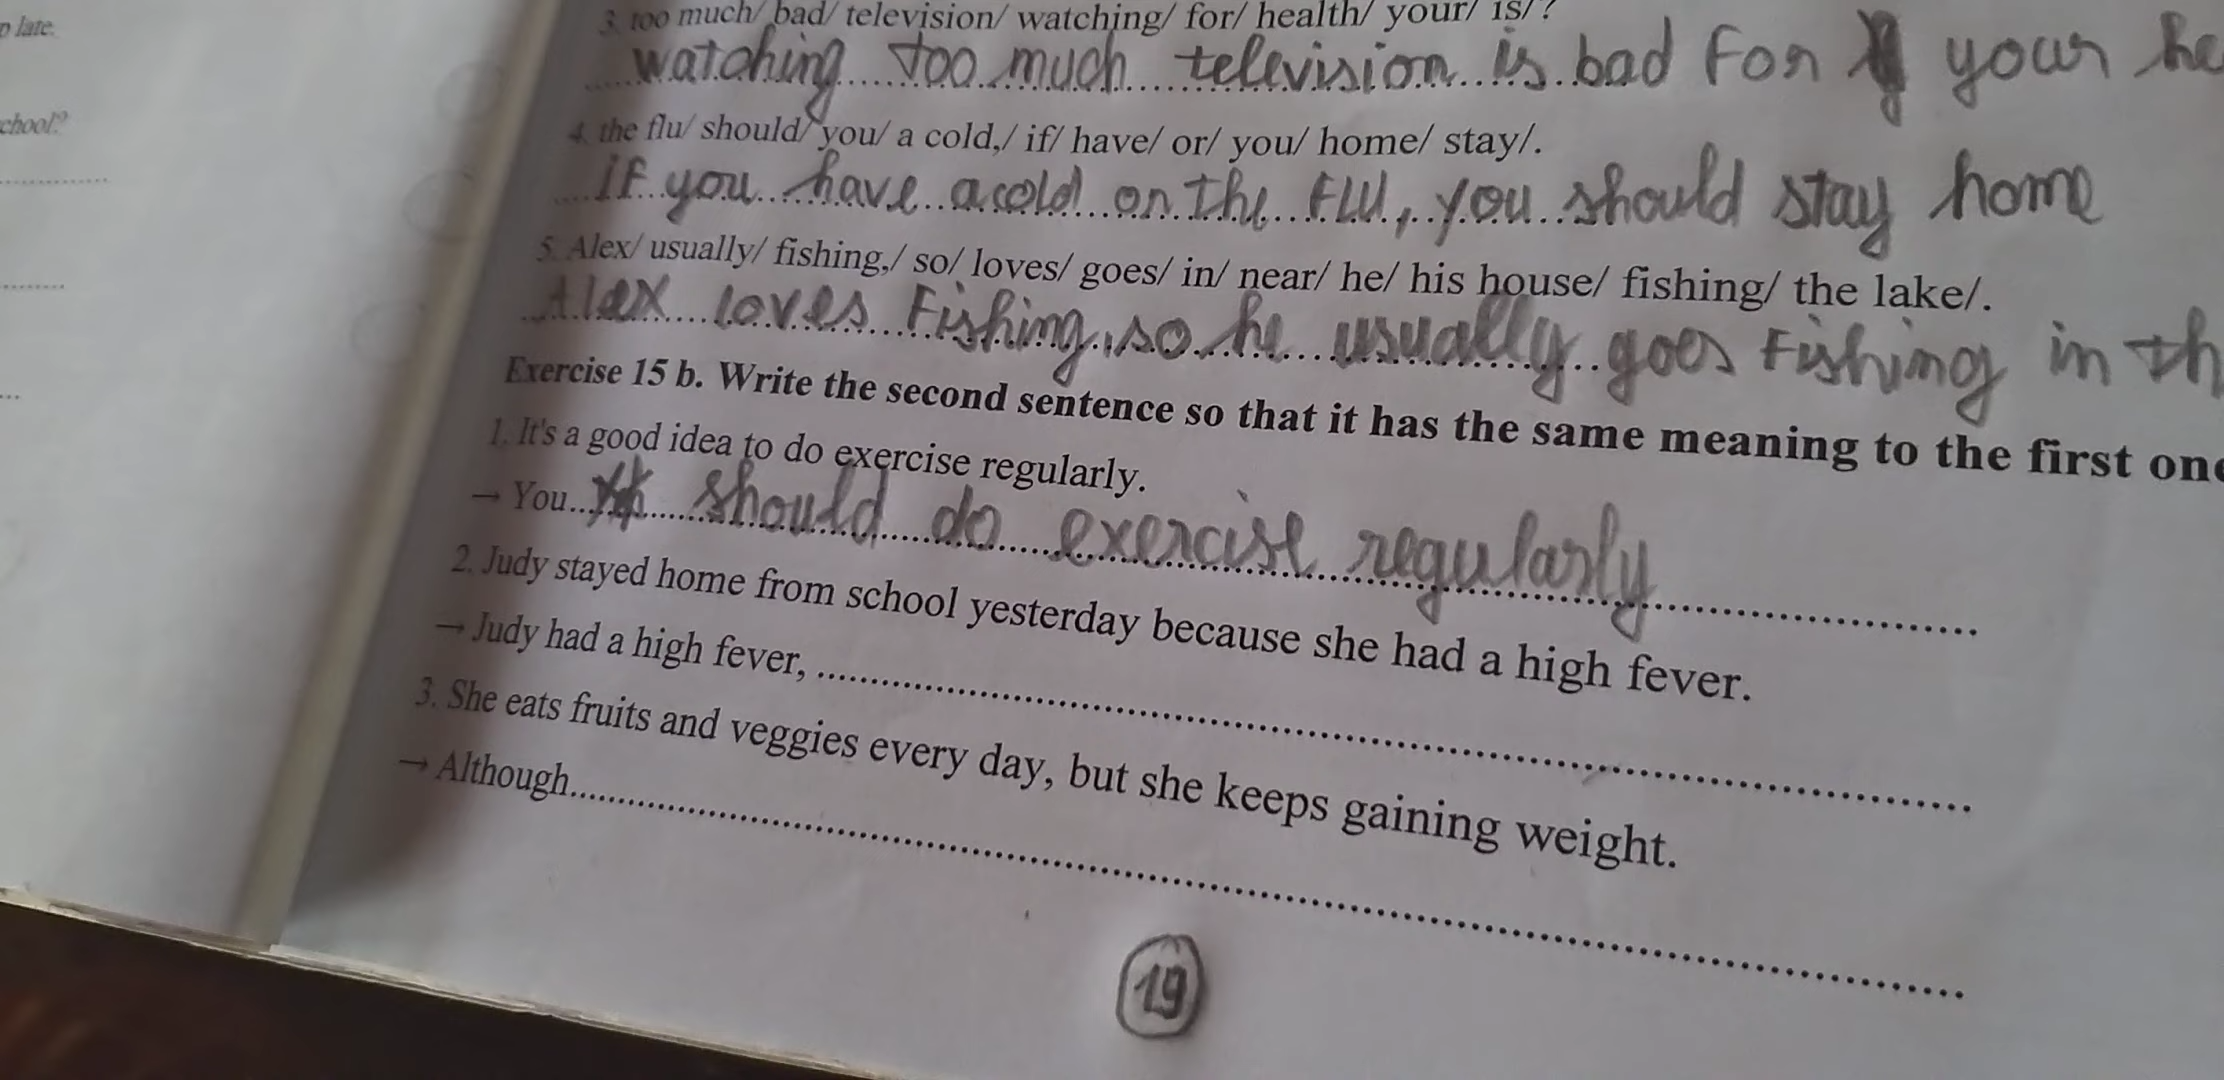 p late.
chool?
3. too much/ bad/ television/ watching/ for/ health/ your/ is/?
watching too much television is bad for your he
4. the flu/ should/ you/ a cold,/ if/ have/ or/ you/ home/ stay/.
if you have a cold or the flu, you should stay home
5. Alex/ usually/ fishing,/ so/ loves/ goes/ in/ near/ he/ his house/ fishing/ the lake/.
Alex loves Fishing, so he usually goes Fishing in th
Exercise 15 b. Write the second sentence so that it has the same meaning to the first one
1. It's a good idea to do exercise regularly.
→ You should do exercise regularly
2. Judy stayed home from school yesterday because she had a high fever.
→ Judy had a high fever, ..........
3. She eats fruits and veggies every day, but she keeps gaining weight.
→ Although..........
19